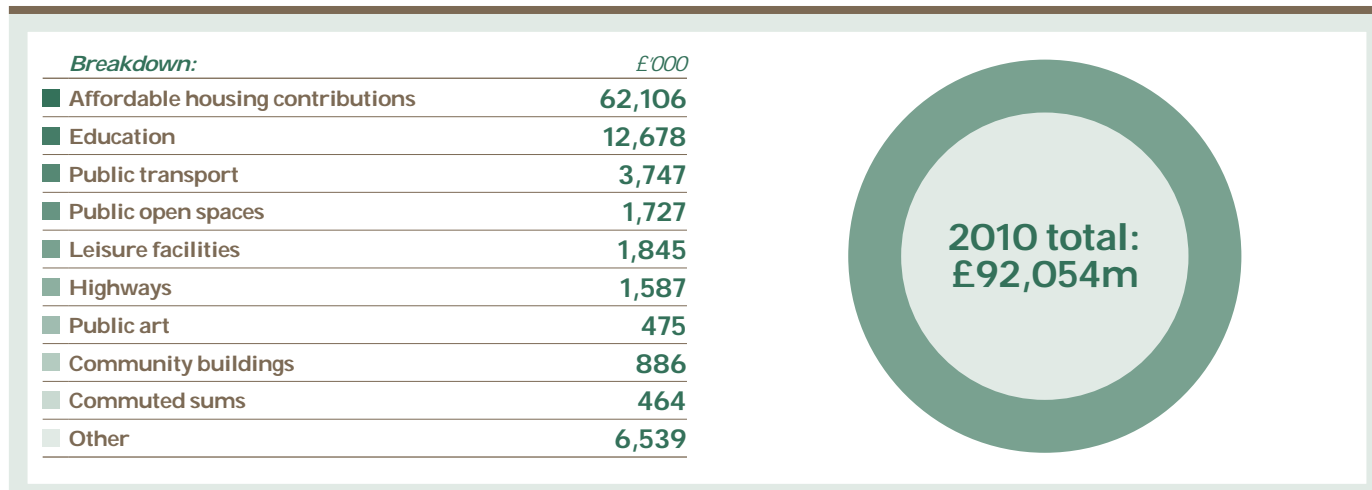 Breakdown: £'000
Affordable housing contributions 62,106
Education 12,678
Public transport 3,747
Public open spaces 1,727
Leisure facilities 1,845
Highways 1,587
Public art 475
Community buildings 886
Commuted sums 464
Other 6,539
2010 total:
£92,054m